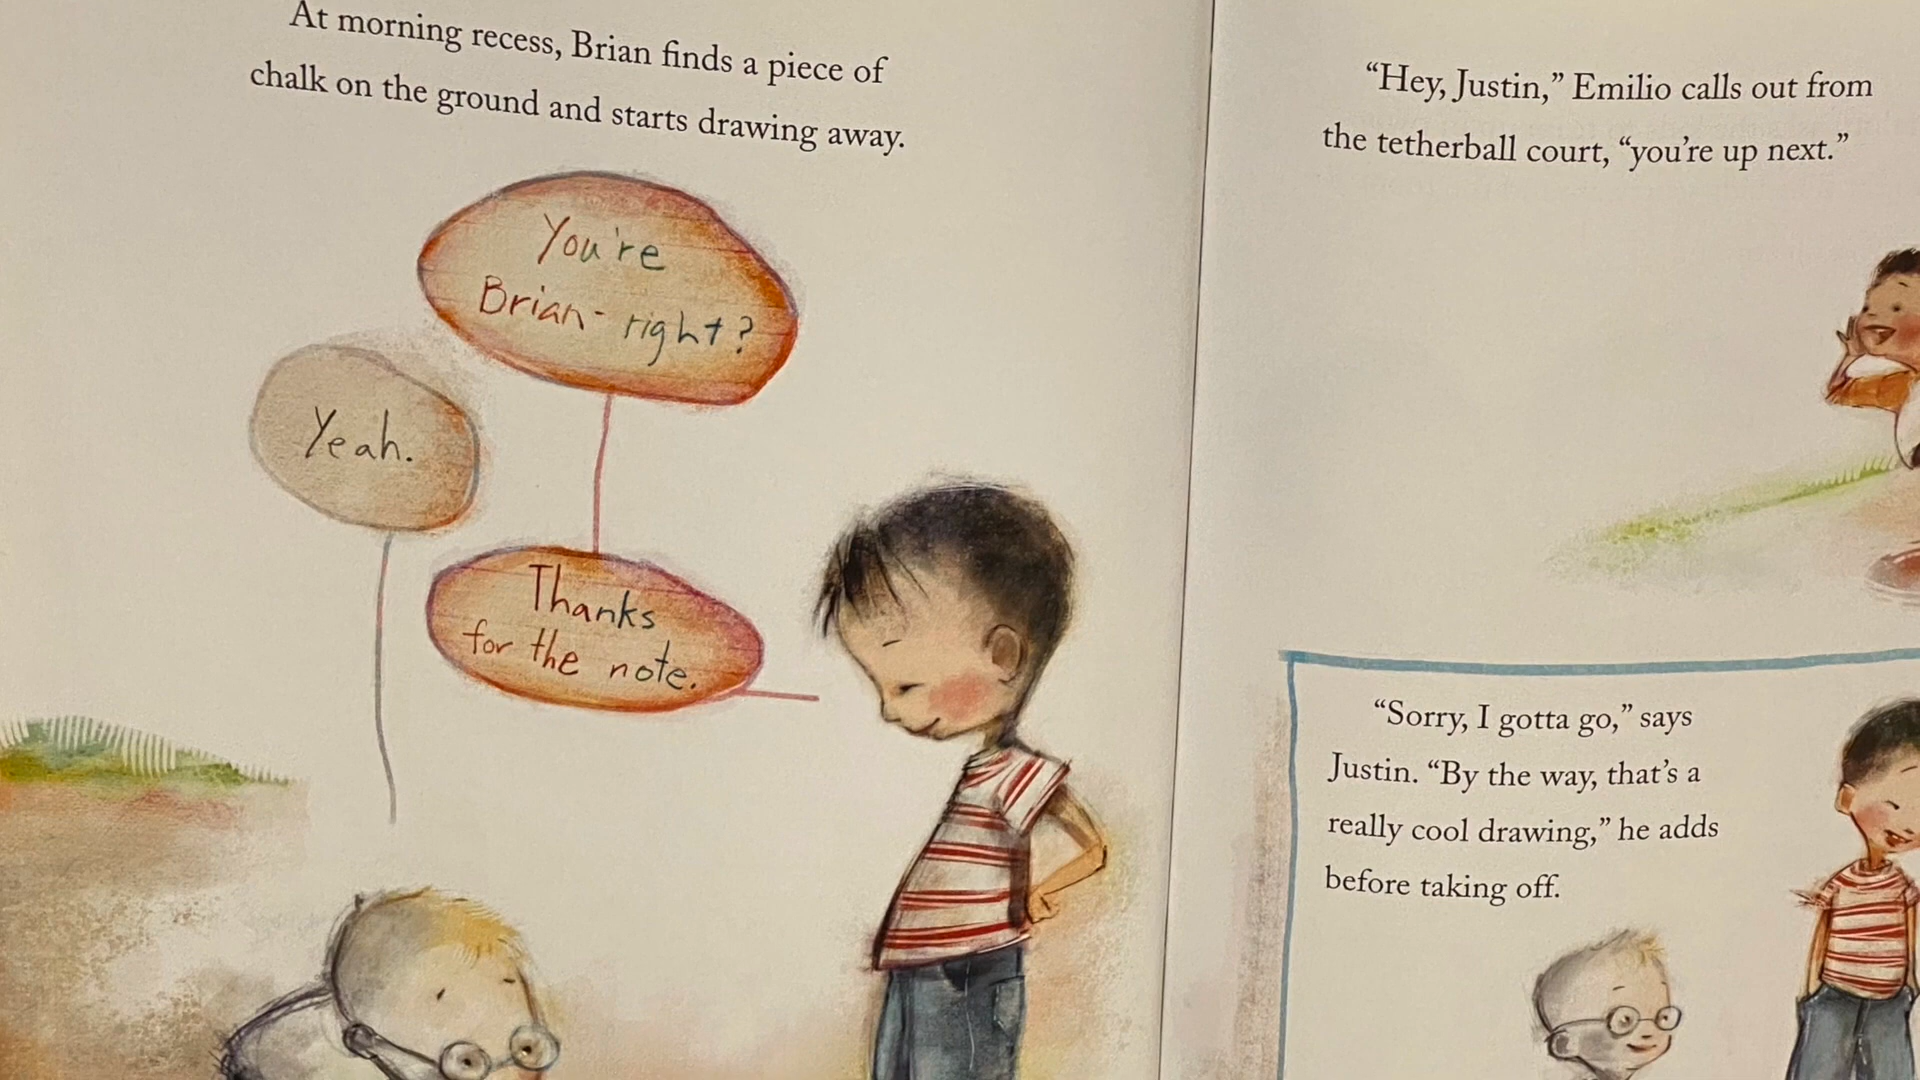 At morning recess, Brian finds a piece of
chalk on the ground and starts drawing away.
You're
Brian - right?
Yeah.
Thanks
for the note.
“Hey, Justin,” Emilio calls out from
the tetherball court, “you’re up next.”
“Sorry, I gotta go,” says
Justin. “By the way, that’s a
really cool drawing,” he adds
before taking off.